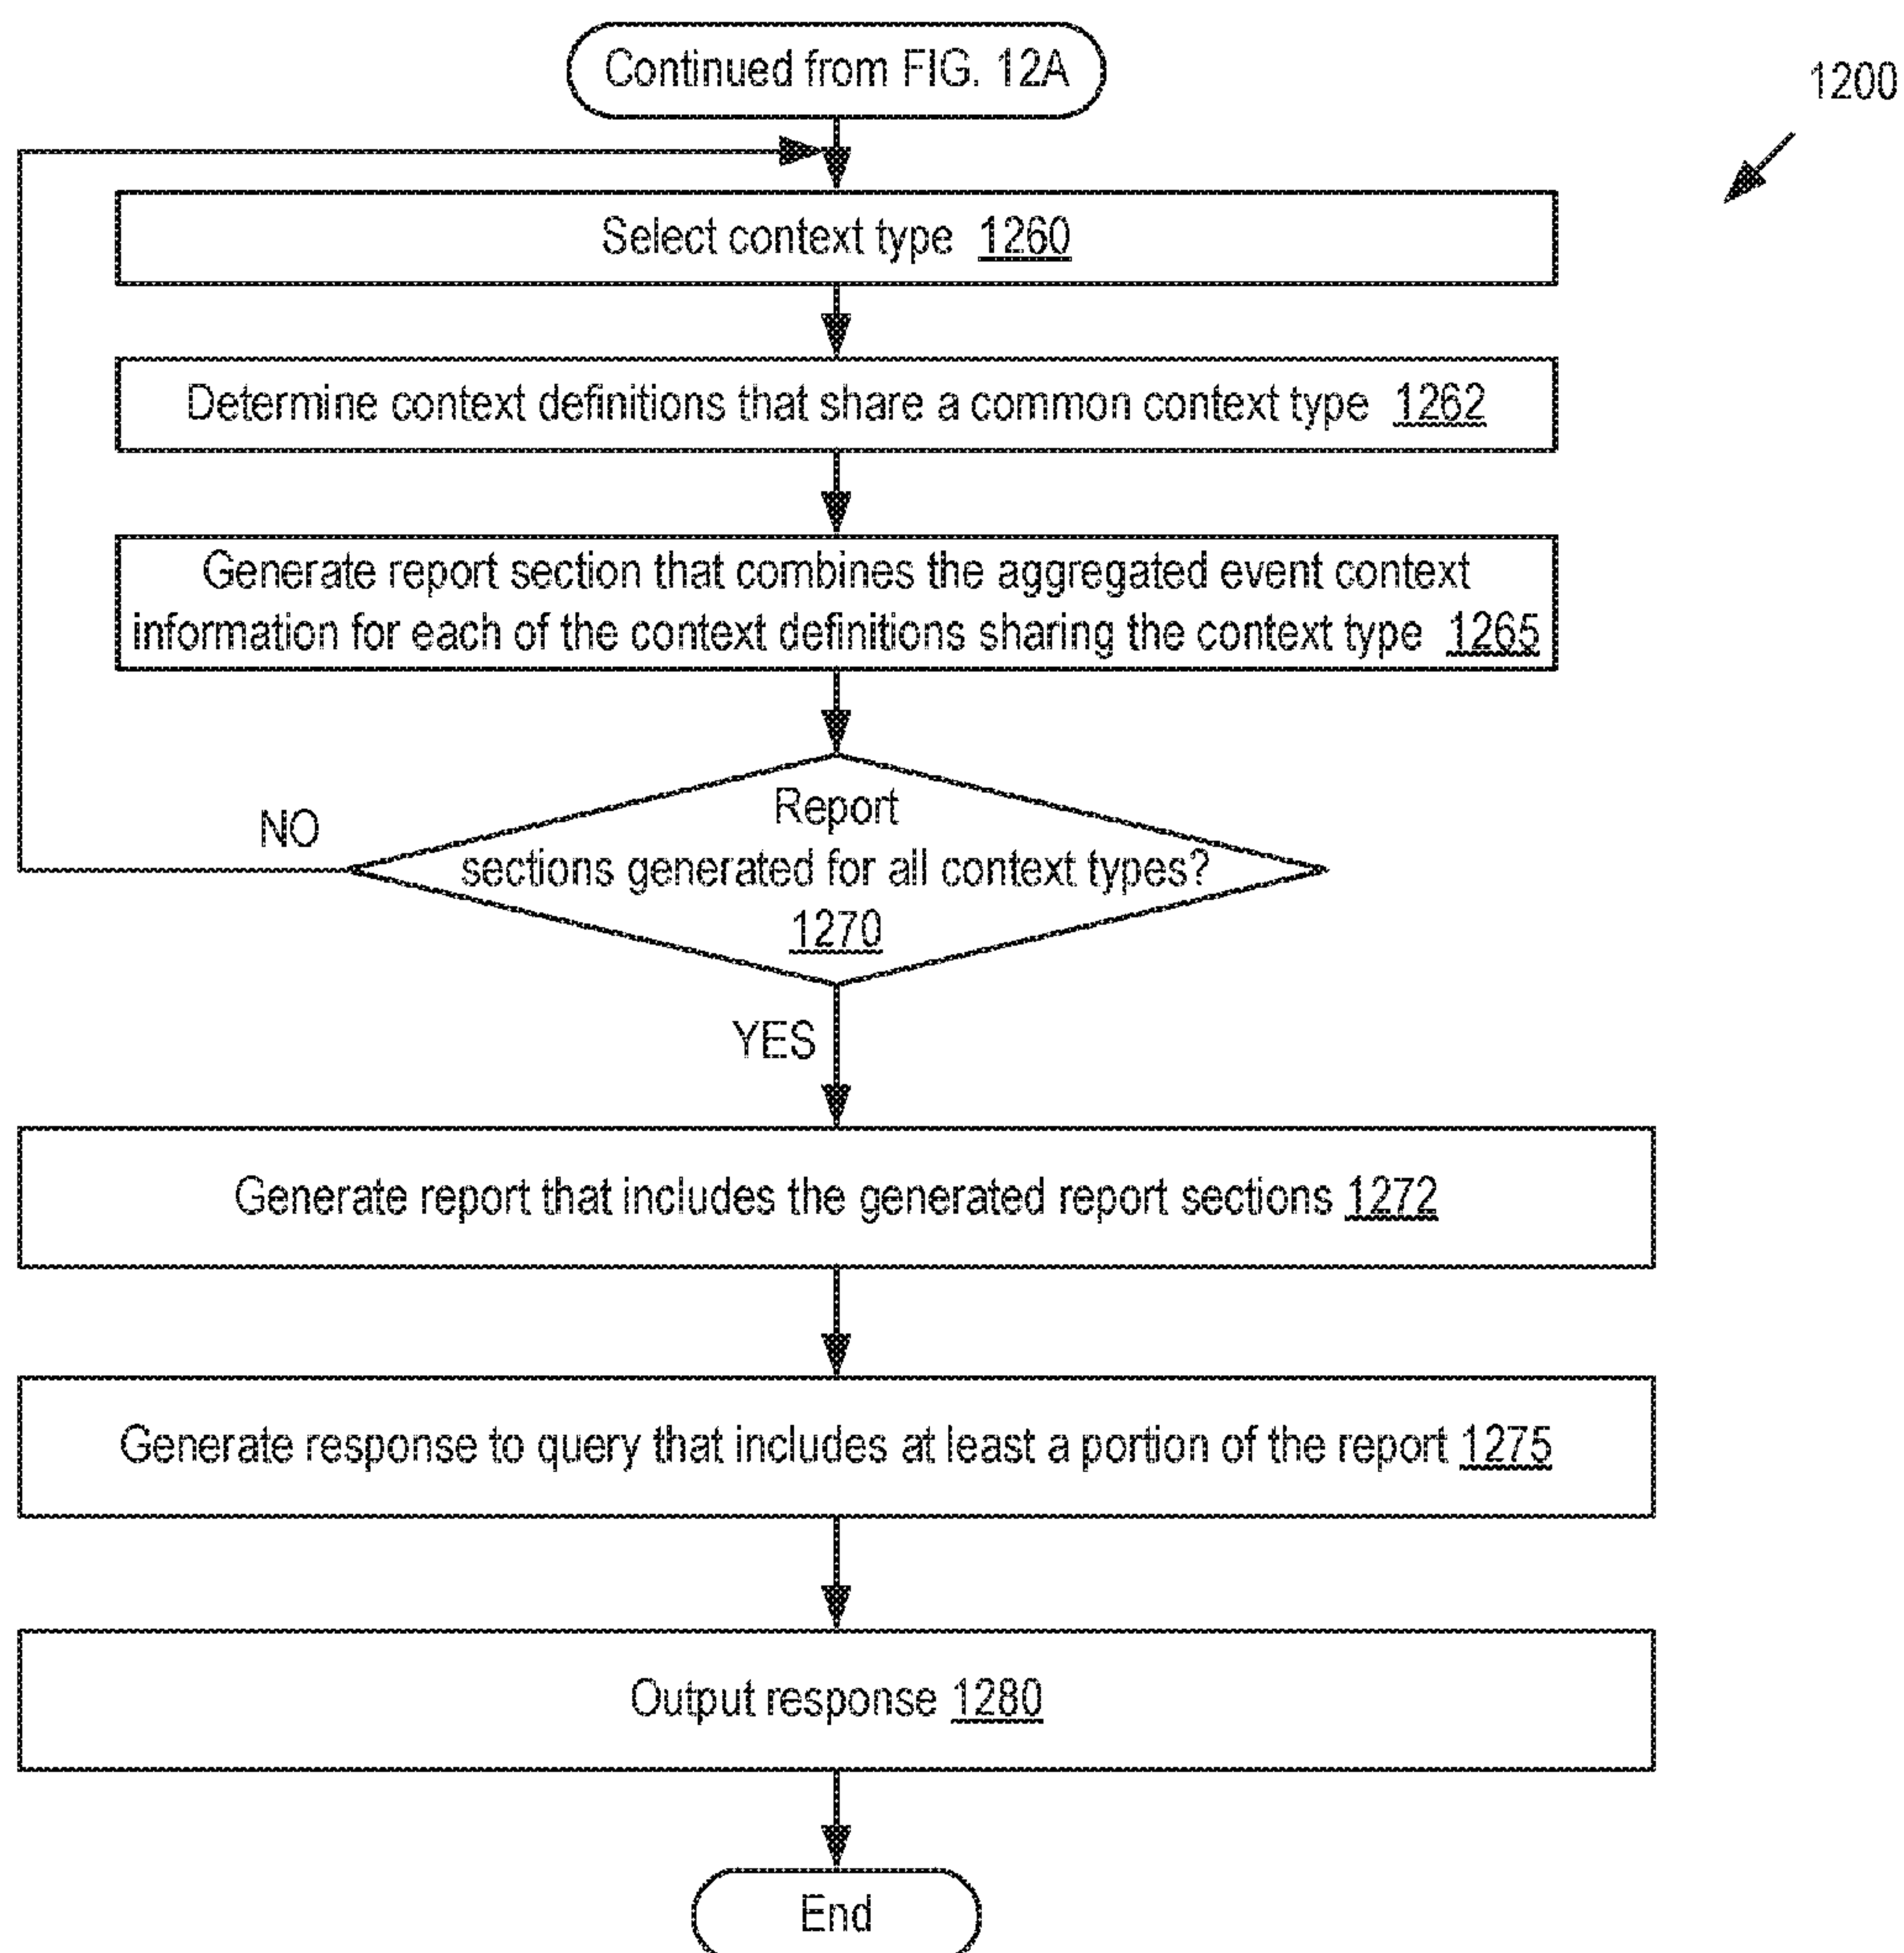 Continued from FIG. 12A
1200
Select context type 1260
Determine context definitions that share a common context type 1262
Generate report section that combines the aggregated event context
information for each of the context definitions sharing the context type 1265
Report
sections generated for all context types?
1270
NO
YES
Generate report that includes the generated report sections 1272
Generate response to query that includes at least a portion of the report 1275
Output response 1280
End